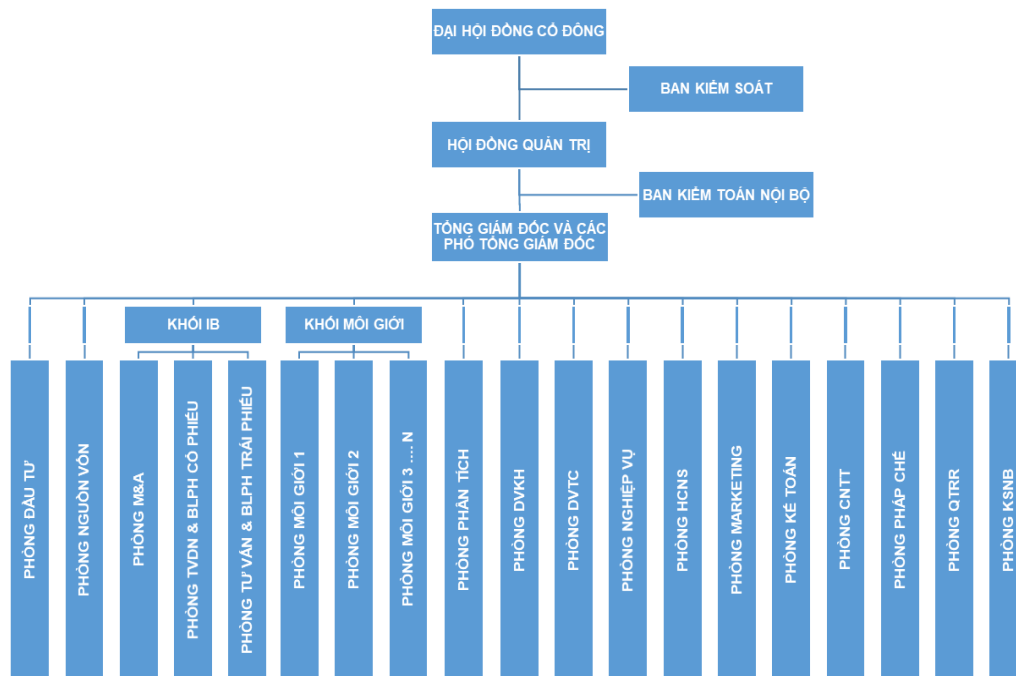 ĐẠI HỘI ĐỒNG CỔ ĐÔNG
BAN KIỂM SOÁT
HỘI ĐỒNG QUẢN TRỊ
BAN KIỂM TOÁN NỘI BỘ
TỔNG GIÁM ĐỐC VÀ CÁC
PHÓ TỔNG GIÁM ĐỐC
KHỐI IB
KHỐI MÔI GIỚI
PHÒNG ĐẦU TƯ
PHÒNG NGUỒN VỐN
PHÒNG M&A
PHÒNG TVDN & BLPH CỔ PHIẾU
PHÒNG TƯ VẤN & BLPH TRÁI PHIẾU
PHÒNG MÔI GIỚI 1
PHÒNG MÔI GIỚI 2
PHÒNG MÔI GIỚI 3 .... N
PHÒNG PHÂN TÍCH
PHÒNG DVKH
PHÒNG DVTC
PHÒNG NGHIỆP VỤ
PHÒNG HCNS
PHÒNG MARKETING
PHÒNG KẾ TOÁN
PHÒNG CNTT
PHÒNG PHÁP CHẾ
PHÒNG QTRR
PHÒNG KSNB